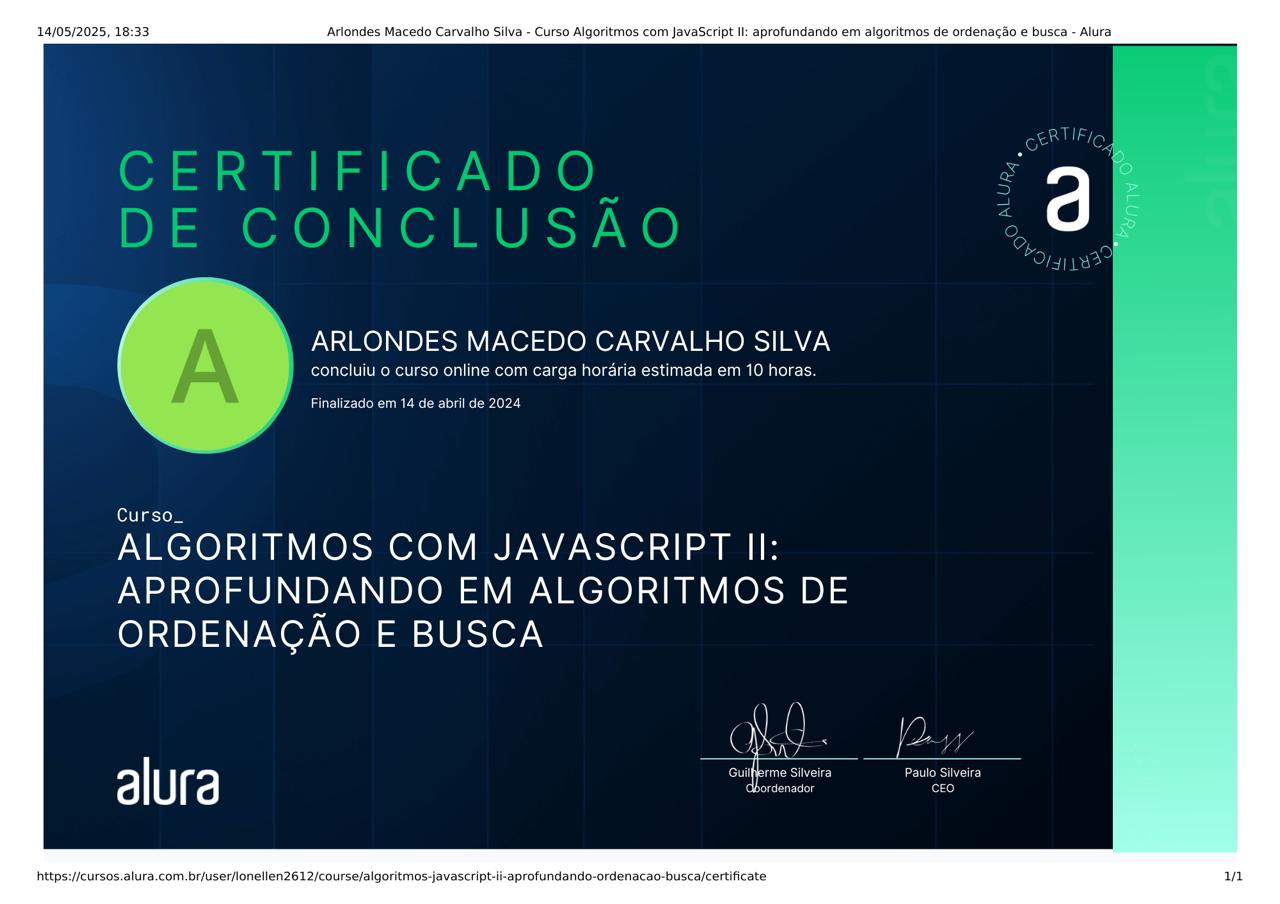 14/05/2025, 18:33
Arlondes Macedo Carvalho Silva - Curso Algoritmos com JavaScript II: aprofundando em algoritmos de ordenação e busca - Alura
CERTIFICADO
DE CONCLUSÃO
CERTIFICADO ALURA • CERTIFICADO ALURA •
a
alura
A
ARLONDES MACEDO CARVALHO SILVA
concluiu o curso online com carga horária estimada em 10 horas.
Finalizado em 14 de abril de 2024
Curso_
ALGORITMOS COM JAVASCRIPT II:
APROFUNDANDO EM ALGORITMOS DE
ORDENAÇÃO E BUSCA
alura
Guilherme Silveira
Coordenador
Paulo Silveira
CEO
https://cursos.alura.com.br/user/lonellen2612/course/algoritmos-javascript-ii-aprofundando-ordenacao-busca/certificate
1/1